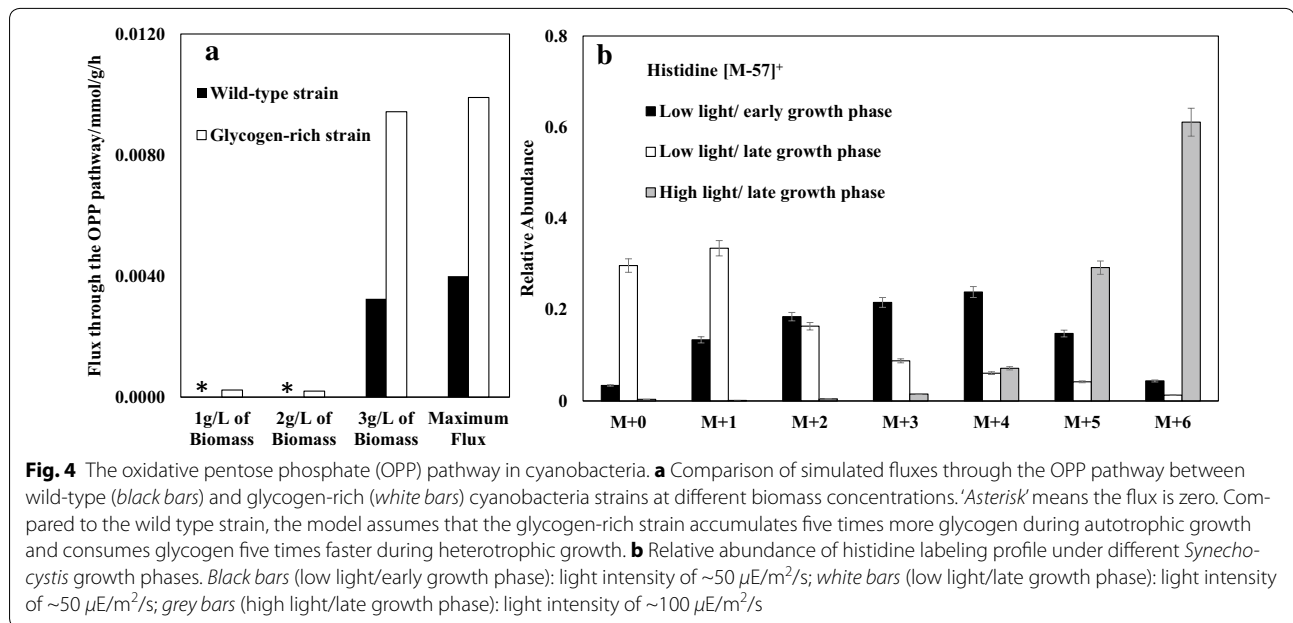 a
Flux through the OPP pathway/mmol/g/h
0.0120
0.0080
0.0040
0.0000
Wild-type strain
Glycogen-rich strain
* *
1g/L of Biomass
2g/L of Biomass
3g/L of Biomass
Maximum Flux
b
Relative Abundance
0.8
0.6
0.4
0.2
0
Histidine [M-57]⁺
Low light/ early growth phase
Low light/ late growth phase
High light/ late growth phase
M+0 M+1 M+2 M+3 M+4 M+5 M+6
Fig. 4 The oxidative pentose phosphate (OPP) pathway in cyanobacteria. a Comparison of simulated fluxes through the OPP pathway between
wild-type (black bars) and glycogen-rich (white bars) cyanobacteria strains at different biomass concentrations. ‘Asterisk’ means the flux is zero. Com-
pared to the wild type strain, the model assumes that the glycogen-rich strain accumulates five times more glycogen during autotrophic growth
and consumes glycogen five times faster during heterotrophic growth. b Relative abundance of histidine labeling profile under different Synecho-
cystis growth phases. Black bars (low light/early growth phase): light intensity of ~50 μE/m²/s; white bars (low light/late growth phase): light intensity
of ~50 μE/m²/s; grey bars (high light/late growth phase): light intensity of ~100 μE/m²/s